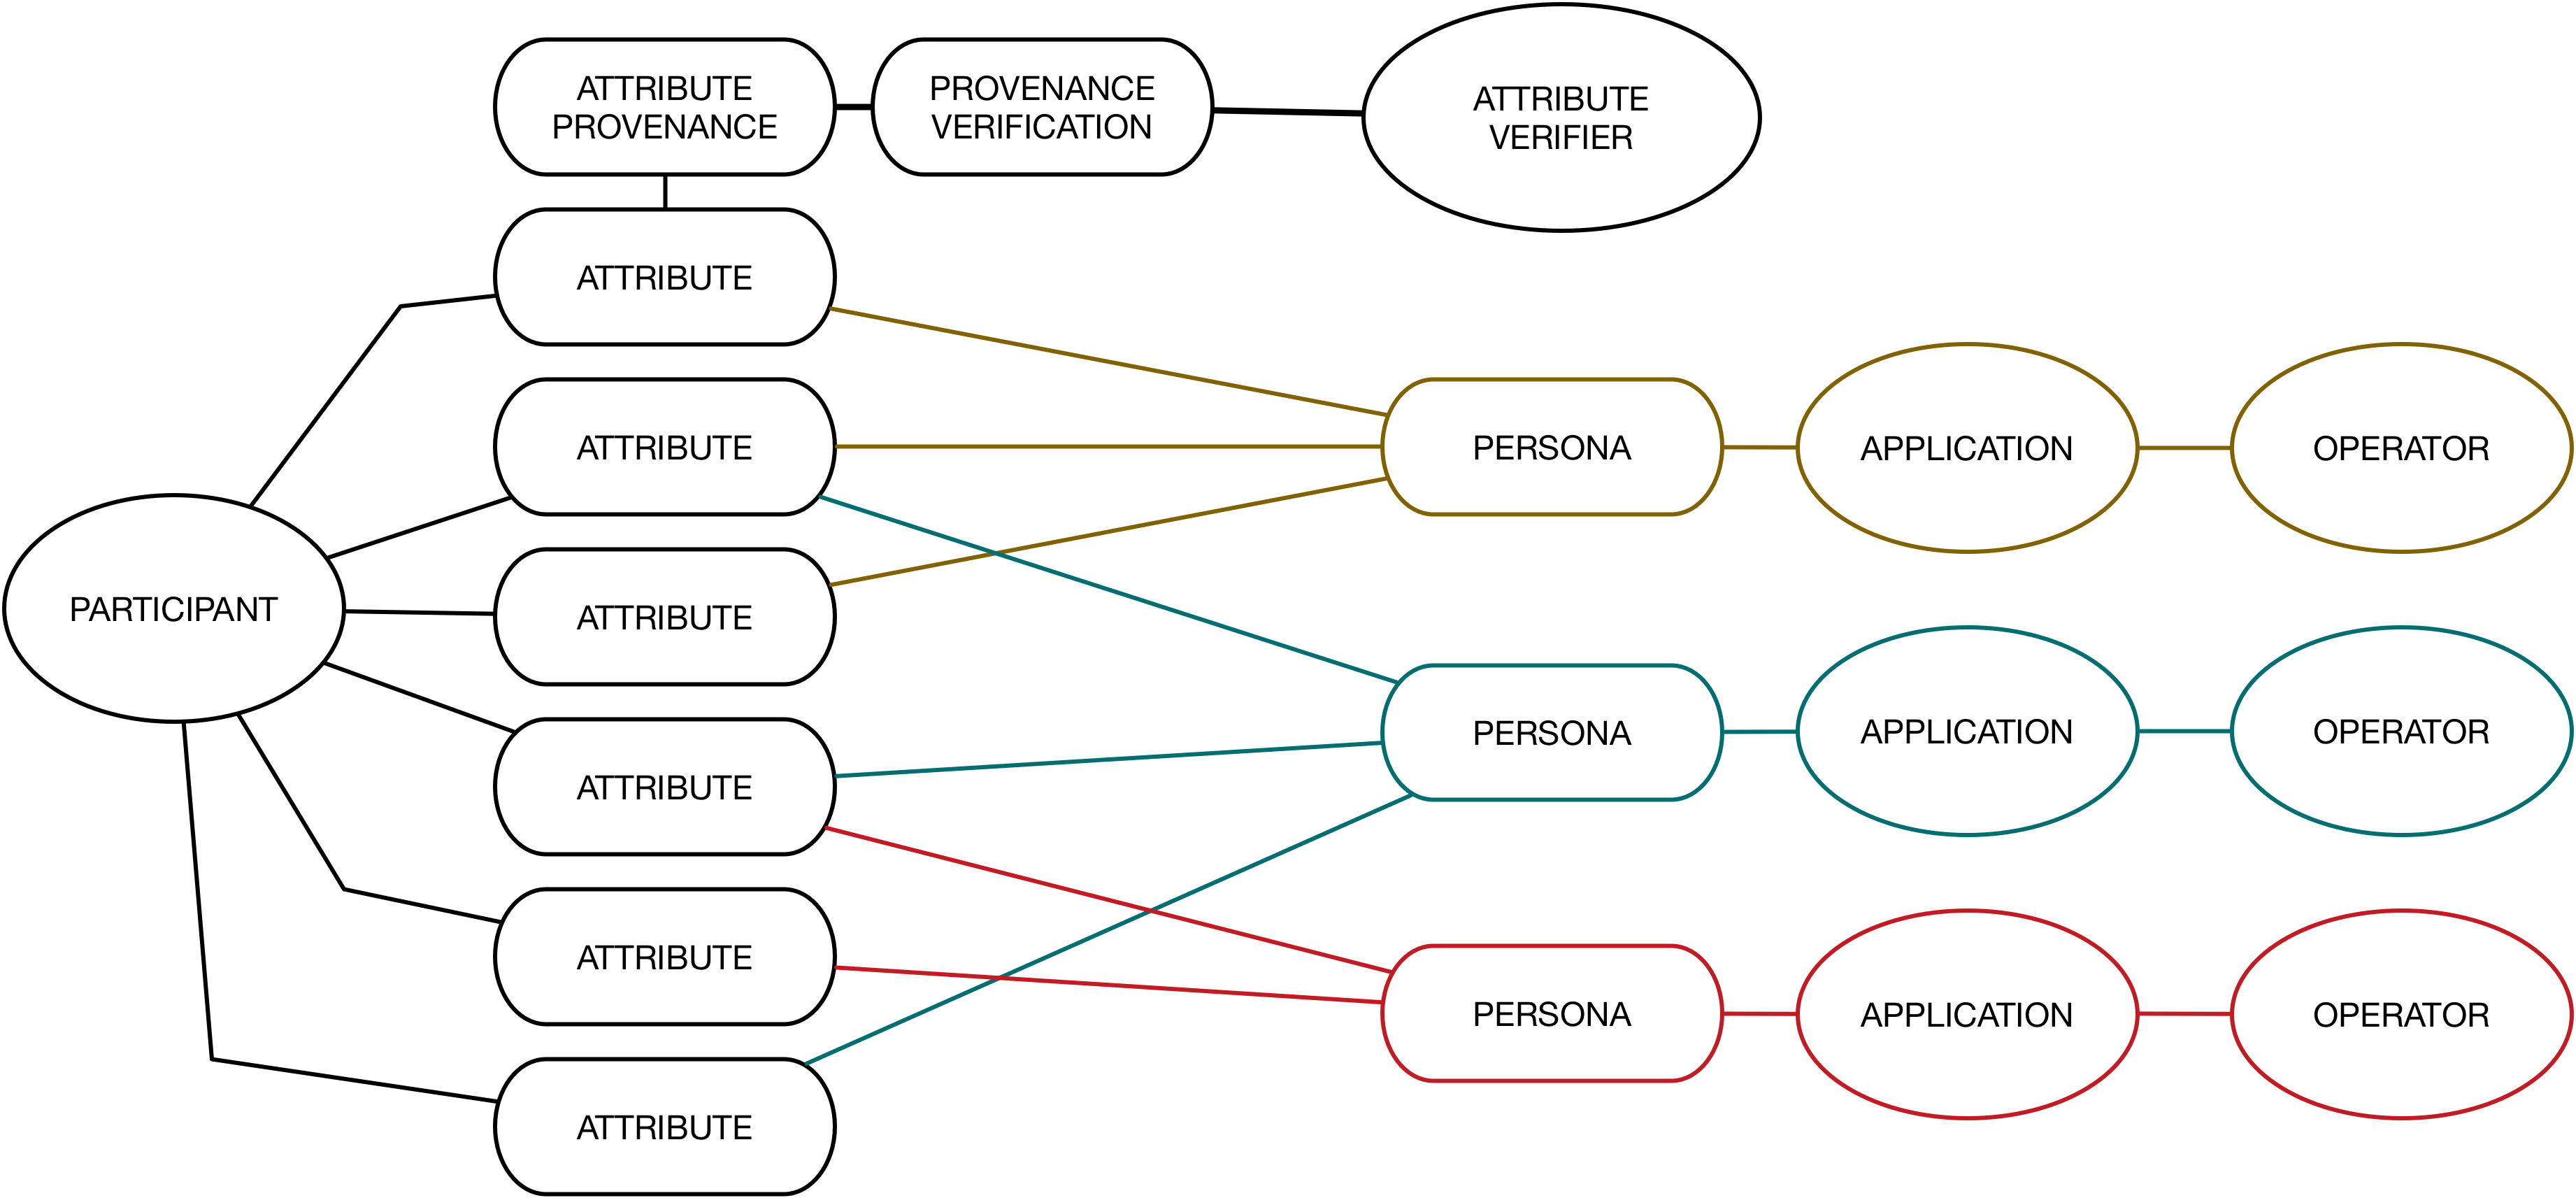 ATTRIBUTE
PROVENANCE
PROVENANCE
VERIFICATION
ATTRIBUTE
VERIFIER
ATTRIBUTE
ATTRIBUTE
PERSONA
APPLICATION
OPERATOR
PARTICIPANT
ATTRIBUTE
ATTRIBUTE
PERSONA
APPLICATION
OPERATOR
ATTRIBUTE
PERSONA
APPLICATION
OPERATOR
ATTRIBUTE